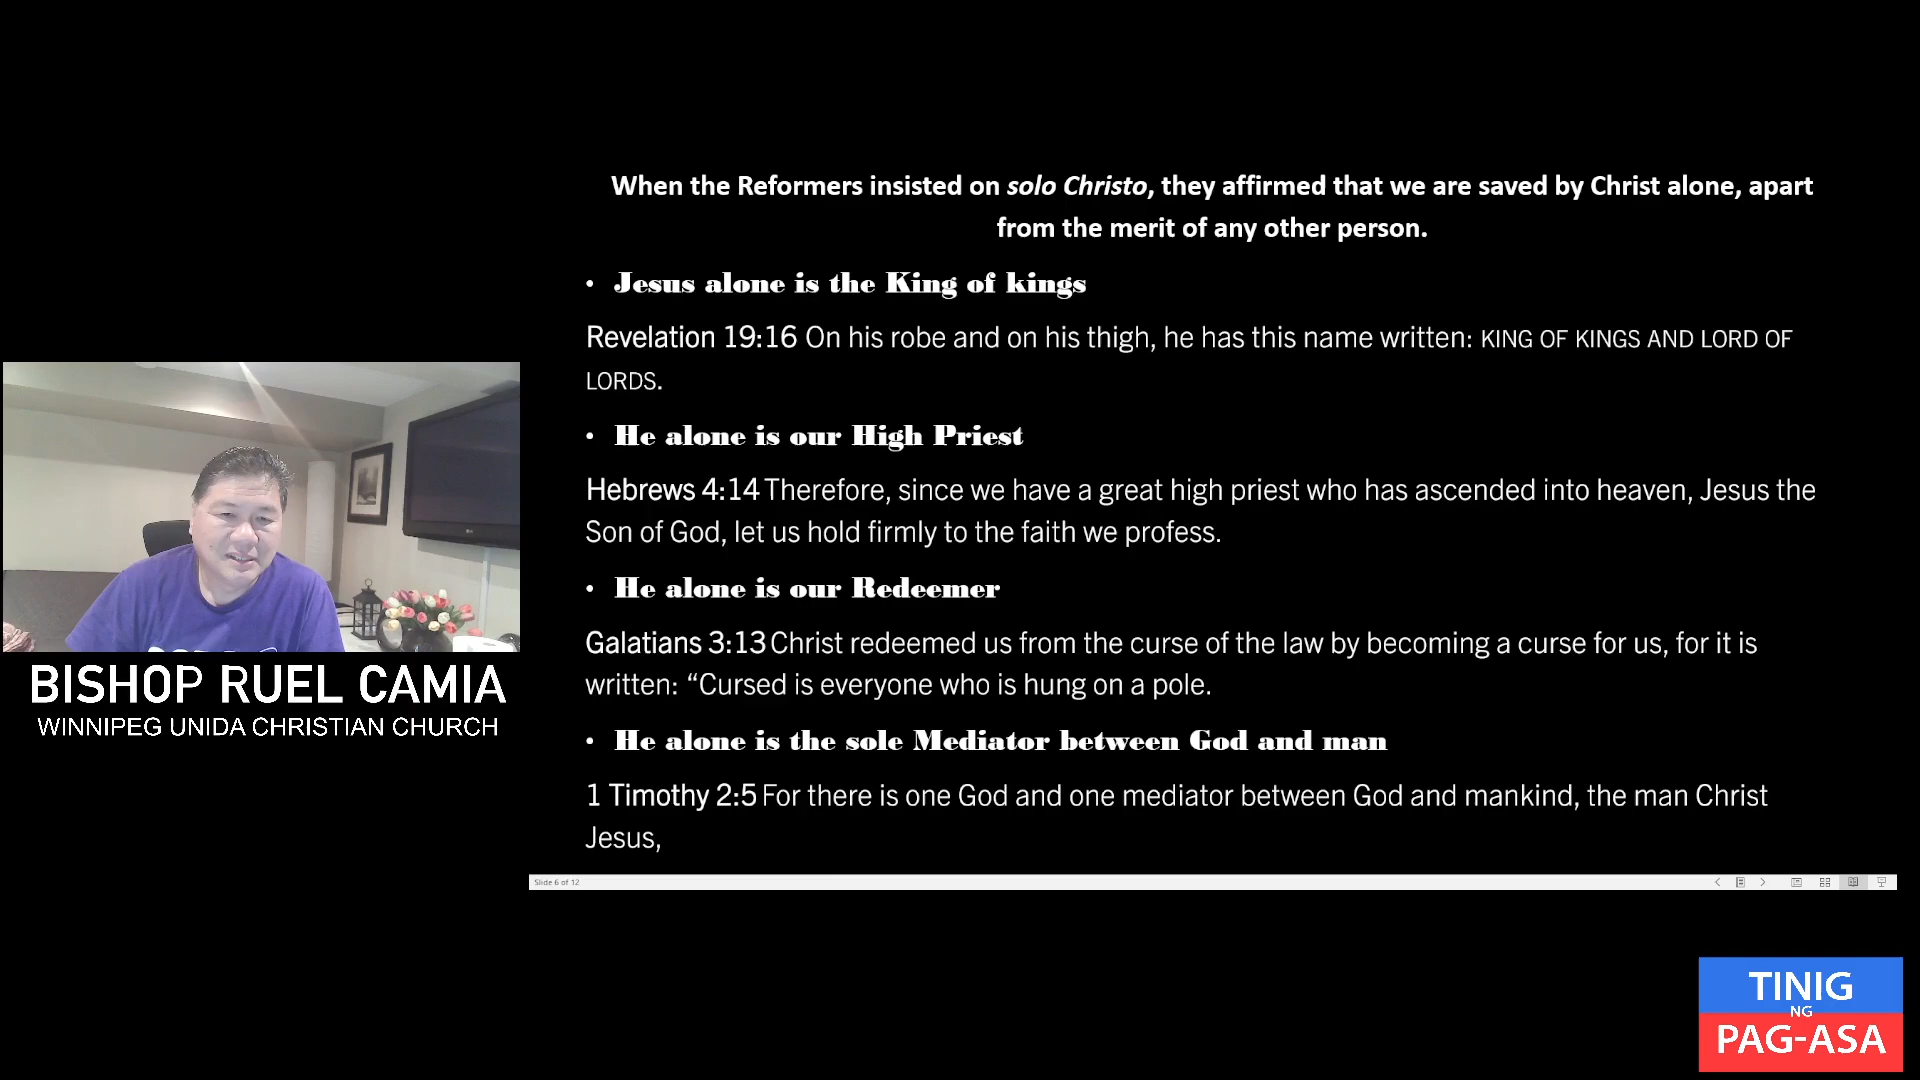 When the Reformers insisted on solo Christo, they affirmed that we are saved by Christ alone, apart
from the merit of any other person.
• Jesus alone is the King of kings
Revelation 19:16 On his robe and on his thigh, he has this name written: KING OF KINGS AND LORD OF
LORDS.
• He alone is our High Priest
Hebrews 4:14 Therefore, since we have a great high priest who has ascended into heaven, Jesus the
Son of God, let us hold firmly to the faith we profess.
• He alone is our Redeemer
Galatians 3:13 Christ redeemed us from the curse of the law by becoming a curse for us, for it is
written: “Cursed is everyone who is hung on a pole.
• He alone is the sole Mediator between God and man
1 Timothy 2:5 For there is one God and one mediator between God and mankind, the man Christ
Jesus,
Slide 6 of 12
BISHOP RUEL CAMIA
WINNIPEG UNIDA CHRISTIAN CHURCH
TINIG
NG
PAG-ASA